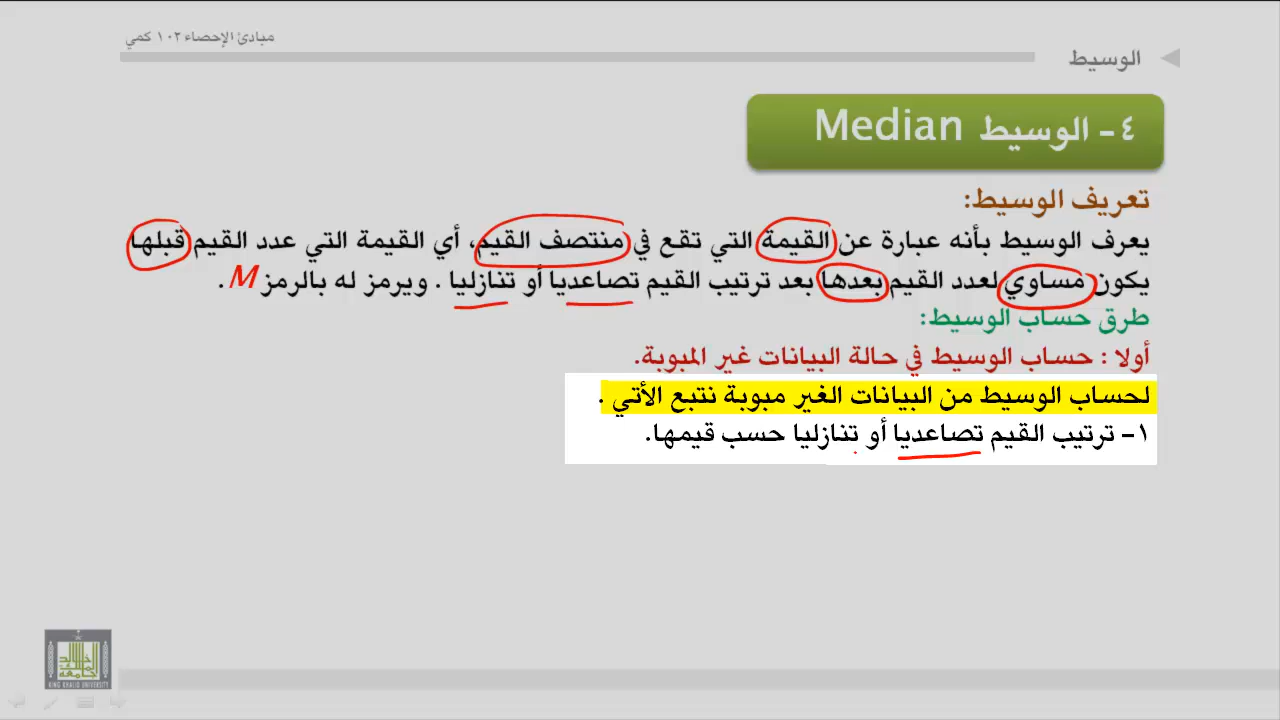 مبادئ الإحصاء ١٠٢ كمي
الوسيط
٤- الوسيط Median
تعريف الوسيط:
يعرف الوسيط بأنه عبارة عن القيمة التي تقع في منتصف القيم، أي القيمة التي عدد القيم قبلها
يكون مساوي لعدد القيم بعدها بعد ترتيب القيم تصاعديا أو تنازليا . ويرمز له بالرمز M .
طرق حساب الوسيط:
أولا : حساب الوسيط في حالة البيانات غير المبوبة.
لحساب الوسيط من البيانات الغير مبوبة نتبع الأتي .
١- ترتيب القيم تصاعديا أو تنازليا حسب قيمها.
KING KHALID UNIVERSITY